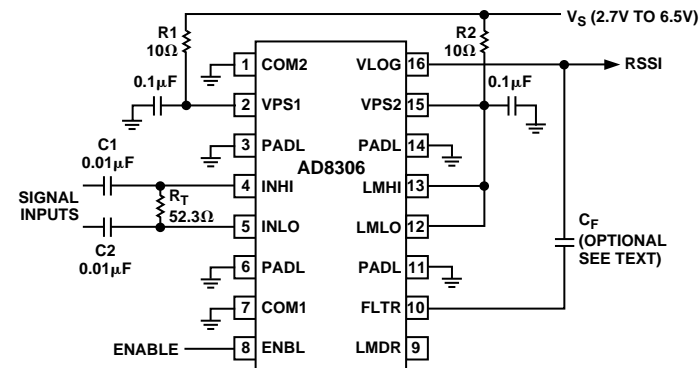 V_S (2.7V TO 6.5V)
R1
10Ω
R2
10Ω
1 COM2
VLOG 16
RSSI
0.1μF
0.1μF
2 VPS1
VPS2 15
C1
0.01μF
3 PADL
PADL 14
AD8306
SIGNAL
INPUTS
R_T
52.3Ω
4 INHI
LMHI 13
5 INLO
LMLO 12
C_F
(OPTIONAL
SEE TEXT)
C2
0.01μF
6 PADL
PADL 11
7 COM1
FLTR 10
ENABLE
8 ENBL
LMDR 9